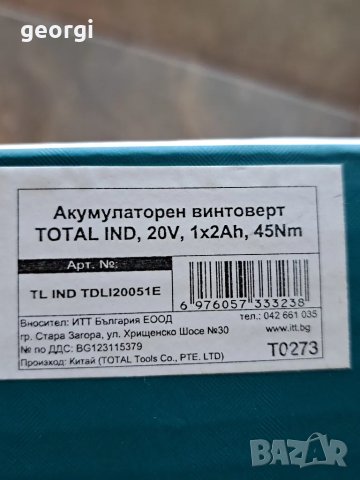 georgi
Акумулаторен винтоверт
TOTAL IND, 20V, 1x2Ah, 45Nm
Арт. №:
TL IND TDLI20051E
6 976057 333238
Вносител: ИТТ България ЕООД
тел.: 042 661 035
гр. Стара Загора, ул. Хрищенско Шосе №30
www.itt.bg
№ по ДДС: BG123115379
Произход: Китай (TOTAL Tools Co., PTE. LTD)
T0273
BAZAR